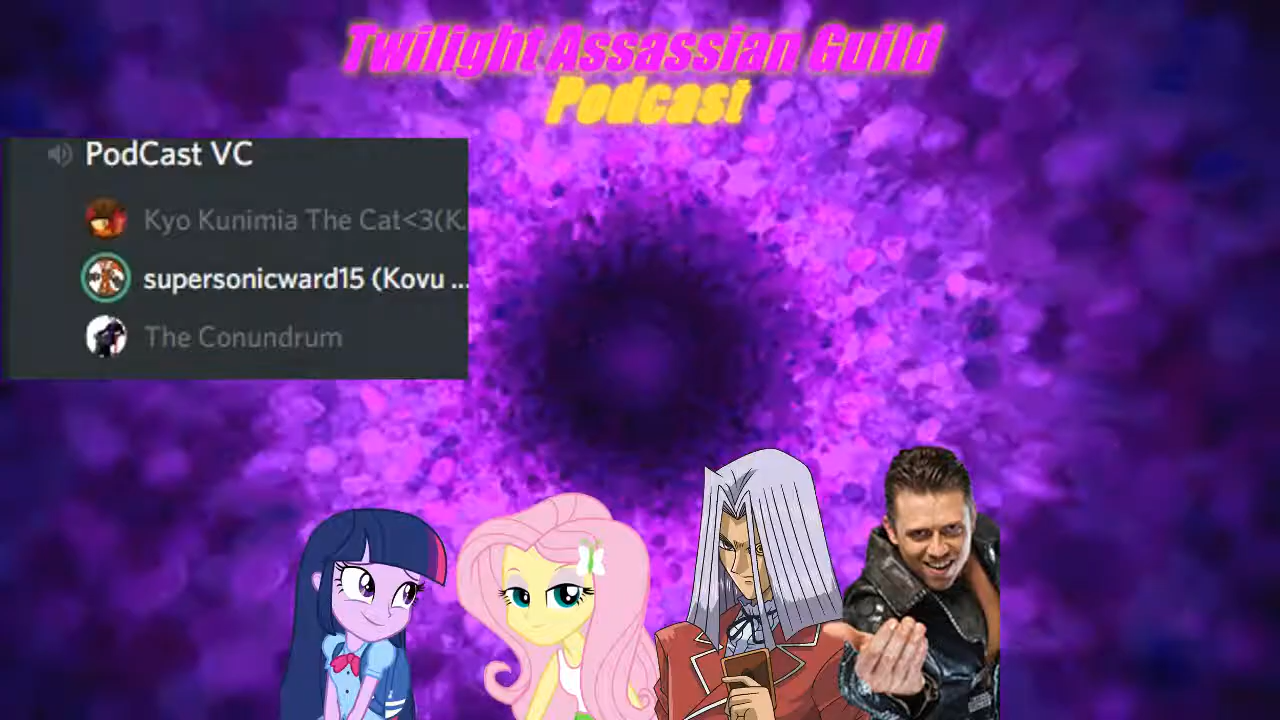 Twilight Assassian Guild
Podcast
PodCast VC
Kyo Kunimia The Cat<3(K.
supersonicward15 (Kovu ...
The Conundrum